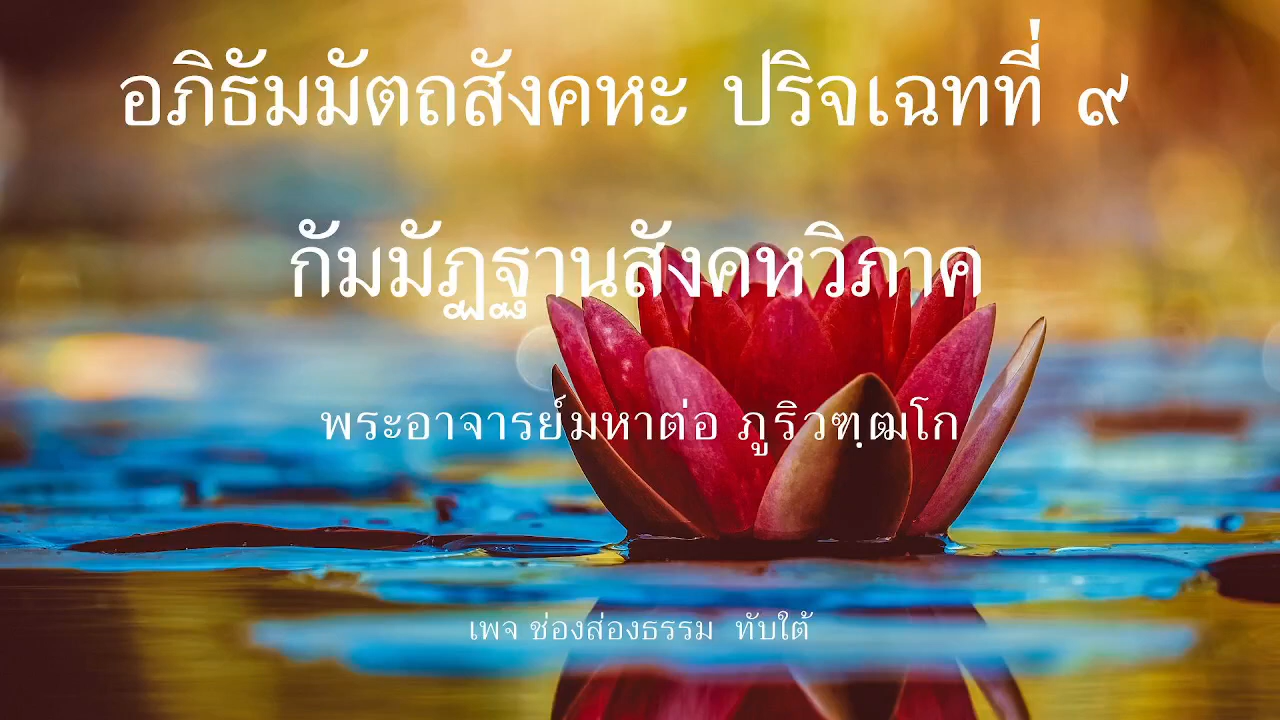 อภิธัมมัตถสังคหะ ปริจเฉทที่ ๙
กัมมัฏฐานสังคหวิภาค
พระอาจารย์มหาต่อ ภูริวฑฺฒโก
เพจ ช่องส่องธรรม ทับใต้